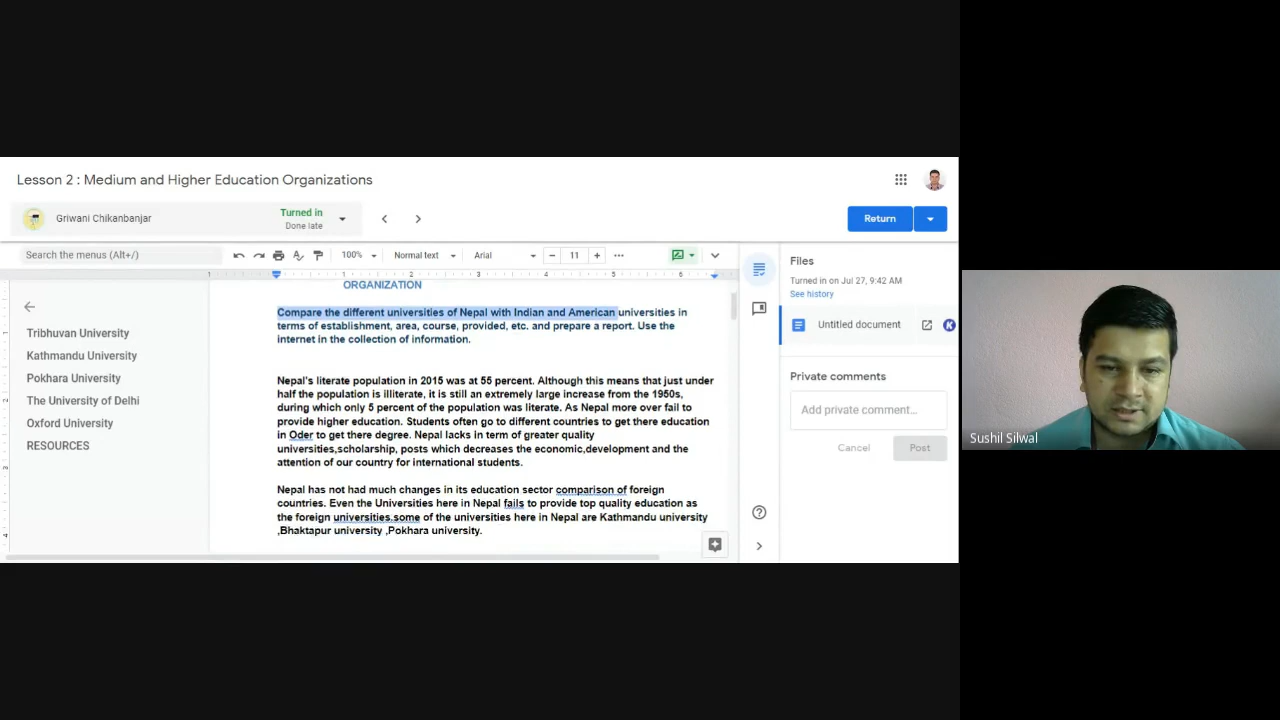 Lesson 2 : Medium and Higher Education Organizations
Griwani Chikanbanjar
Turned in
Done late
Return
Search the menus (Alt+/)
100%
Normal text
Arial
11
1 1 2 3 4 5 6
ORGANIZATION
Tribhuvan University
Kathmandu University
Pokhara University
The University of Delhi
Oxford University
RESOURCES
Compare the different universities of Nepal with Indian and American universities in
terms of establishment, area, course, provided, etc. and prepare a report. Use the
internet in the collection of information.
Nepal's literate population in 2015 was at 55 percent. Although this means that just under
half the population is illiterate, it is still an extremely large increase from the 1950s,
during which only 5 percent of the population was literate. As Nepal more over fail to
provide higher education. Students often go to different countries to get there education
in Oder to get there degree. Nepal lacks in term of greater quality
universities,scholarship, posts which decreases the economic,development and the
attention of our country for international students.
Nepal has not had much changes in its education sector comparison of foreign
countries. Even the Universities here in Nepal fails to provide top quality education as
the foreign universities.some of the universities here in Nepal are Kathmandu university
,Bhaktapur university ,Pokhara university.
Files
Turned in on Jul 27, 9:42 AM
See history
Untitled document
K
Private comments
Add private comment...
Cancel
Post
Sushil Silwal